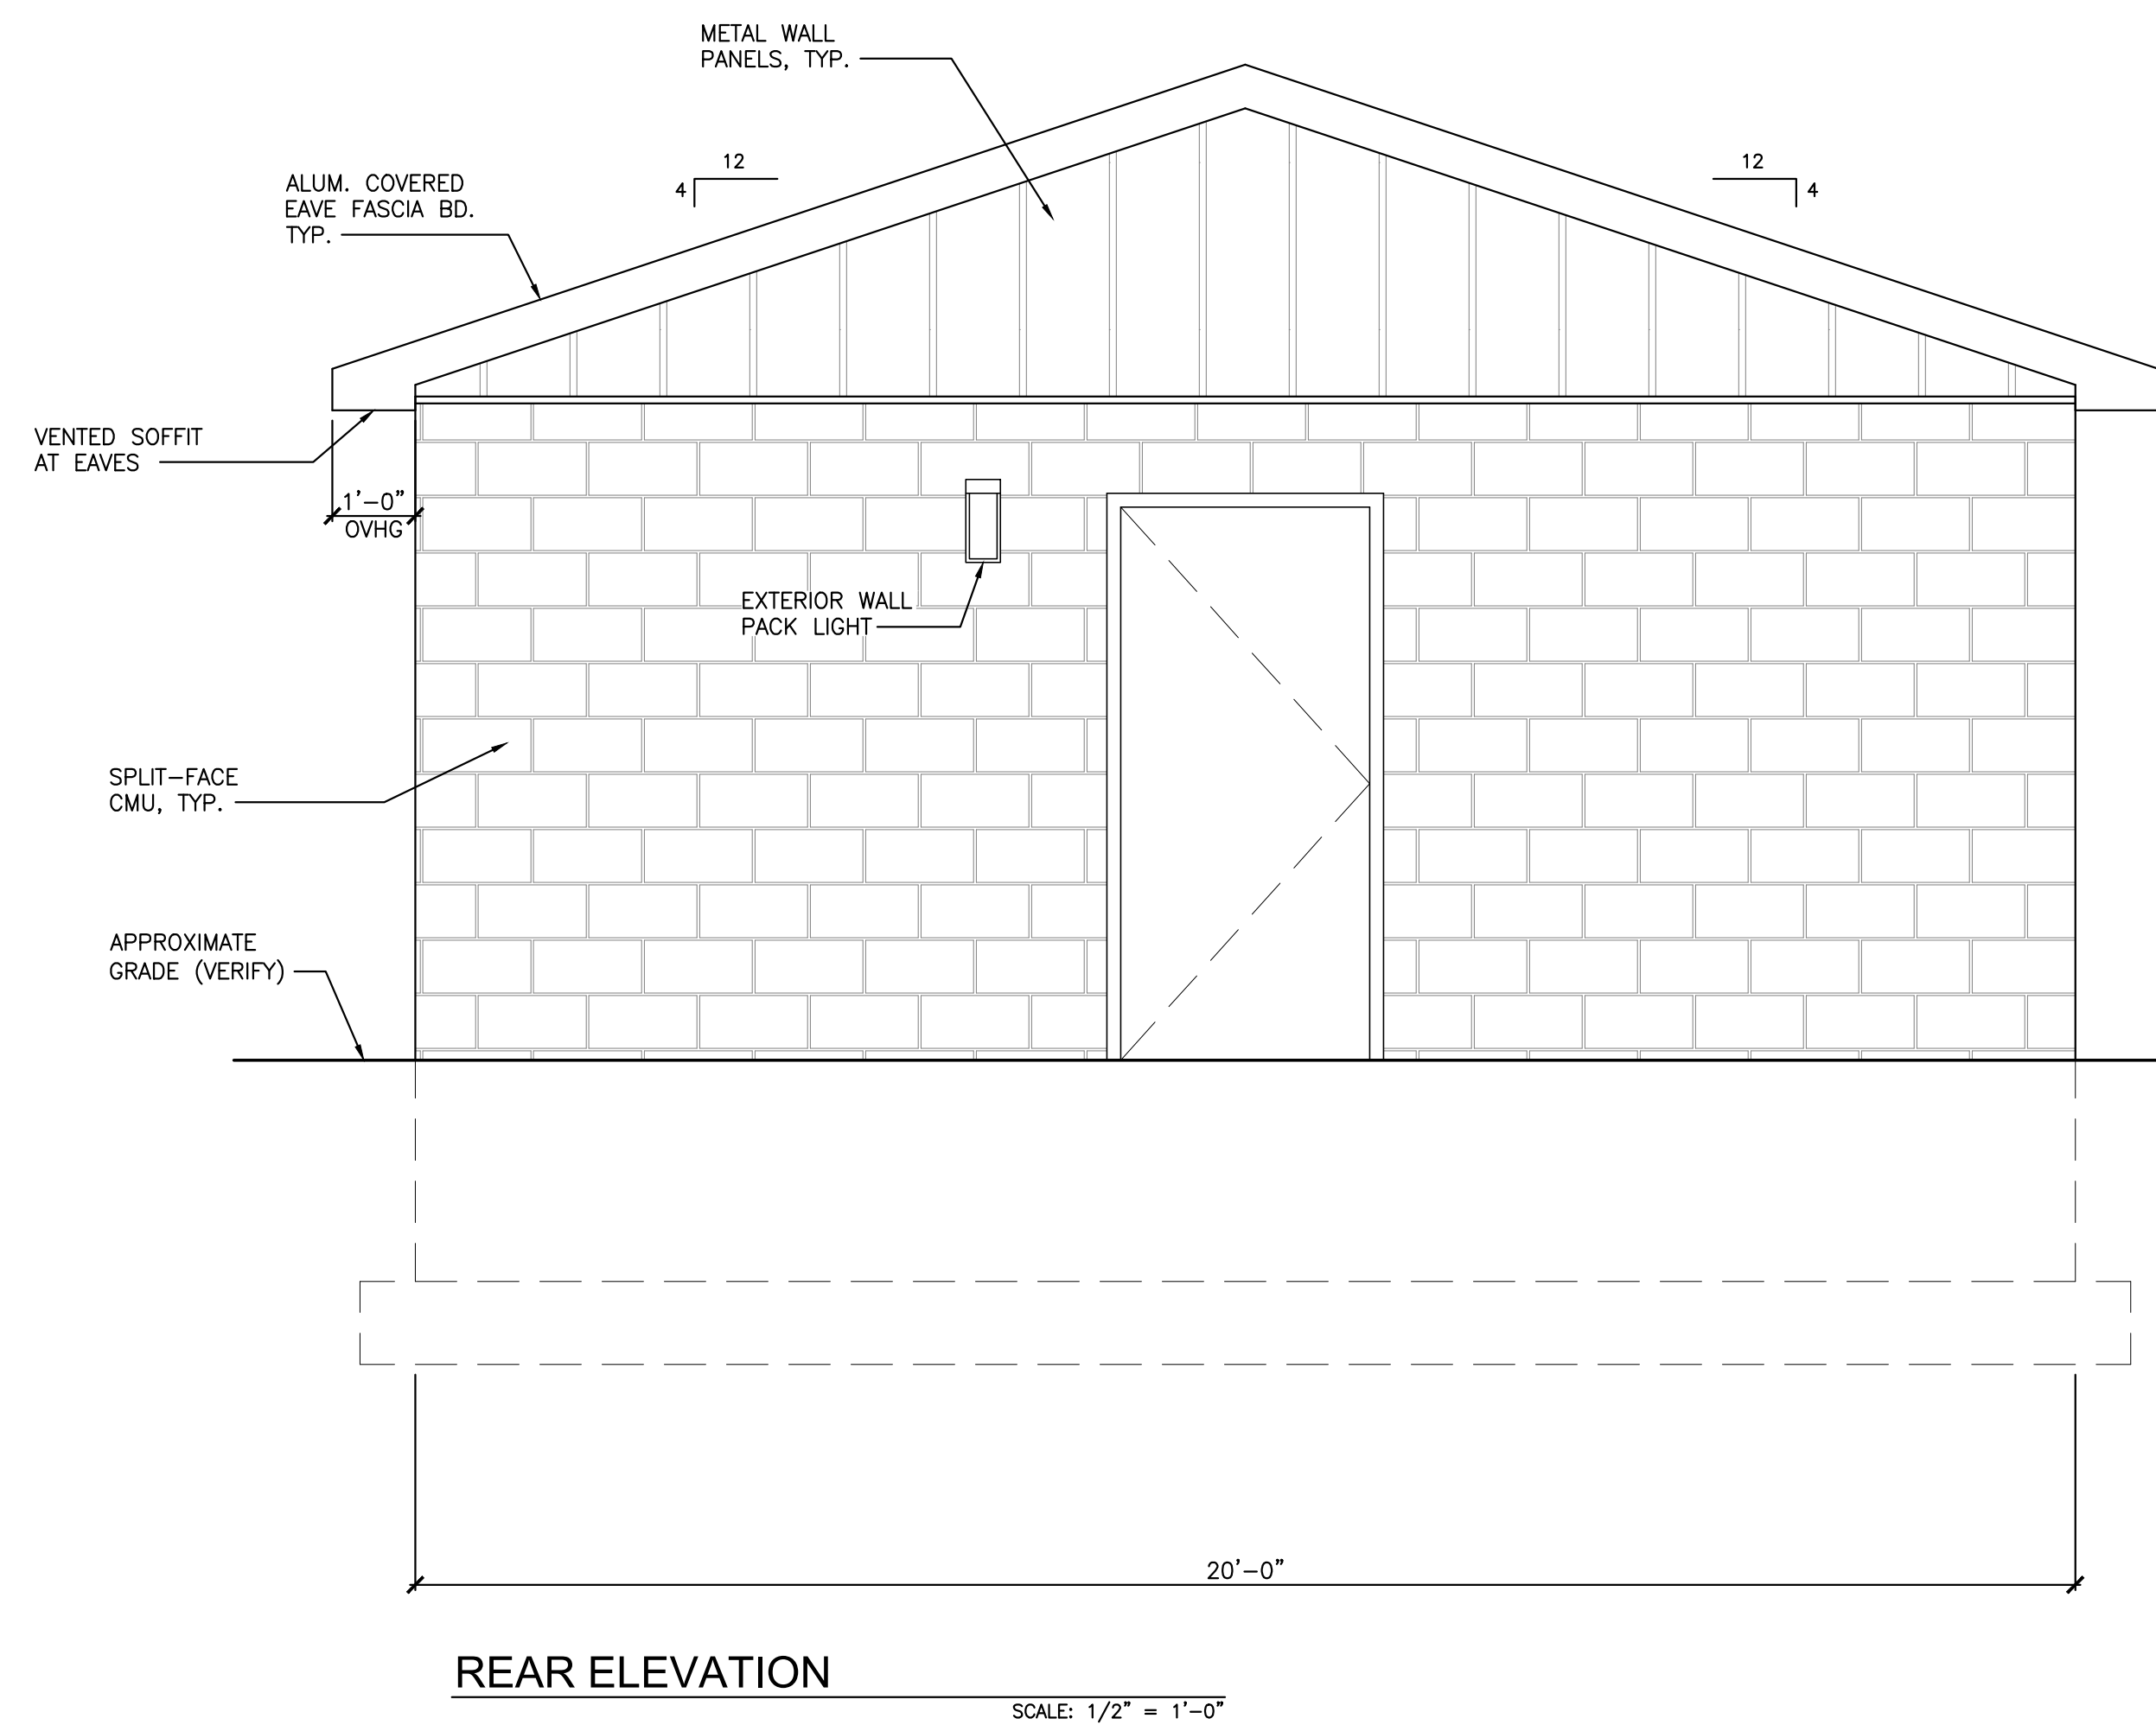 METAL WALL
PANELS, TYP.
12
4
12
4
ALUM. COVERED
EAVE FASCIA BD.
TYP.
VENTED SOFFIT
AT EAVES
1'-0"
OVHG
EXTERIOR WALL
PACK LIGHT
SPLIT-FACE
CMU, TYP.
APPROXIMATE
GRADE (VERIFY)
20'-0"
REAR ELEVATION
SCALE: 1/2" = 1'-0"